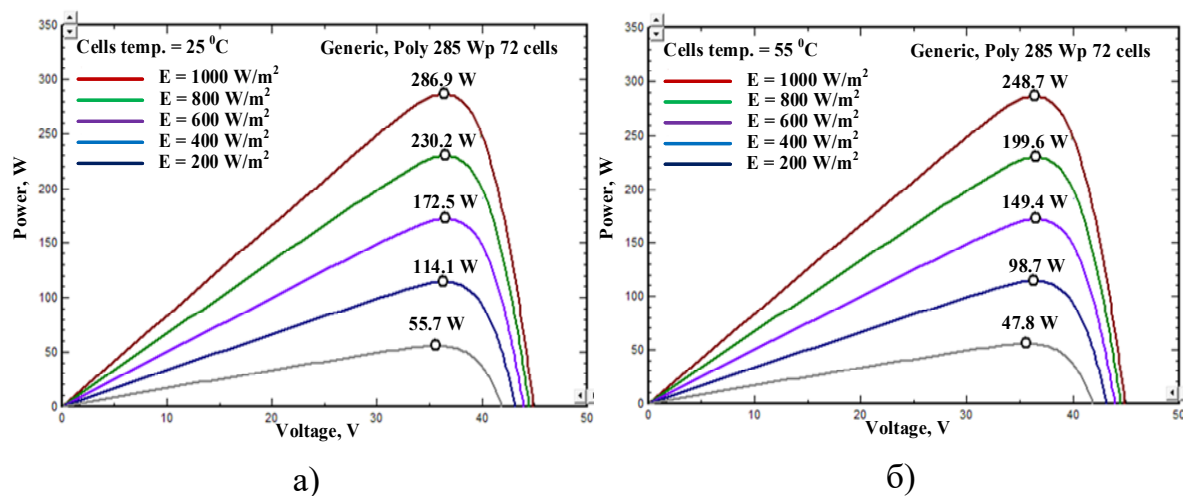 Cells temp. = 25 ⁰C
Generic, Poly 285 Wp 72 cells
E = 1000 W/m²
E = 800 W/m²
E = 600 W/m²
E = 400 W/m²
E = 200 W/m²
286.9 W
230.2 W
172.5 W
114.1 W
55.7 W
Power, W
350
300
250
200
150
100
50
0
0
10
20
30
40
50
Voltage, V
а)
Cells temp. = 55 ⁰C
Generic, Poly 285 Wp 72 cells
E = 1000 W/m²
E = 800 W/m²
E = 600 W/m²
E = 400 W/m²
E = 200 W/m²
248.7 W
199.6 W
149.4 W
98.7 W
47.8 W
Power, W
350
300
250
200
150
100
50
0
0
10
20
30
40
50
Voltage, V
б)